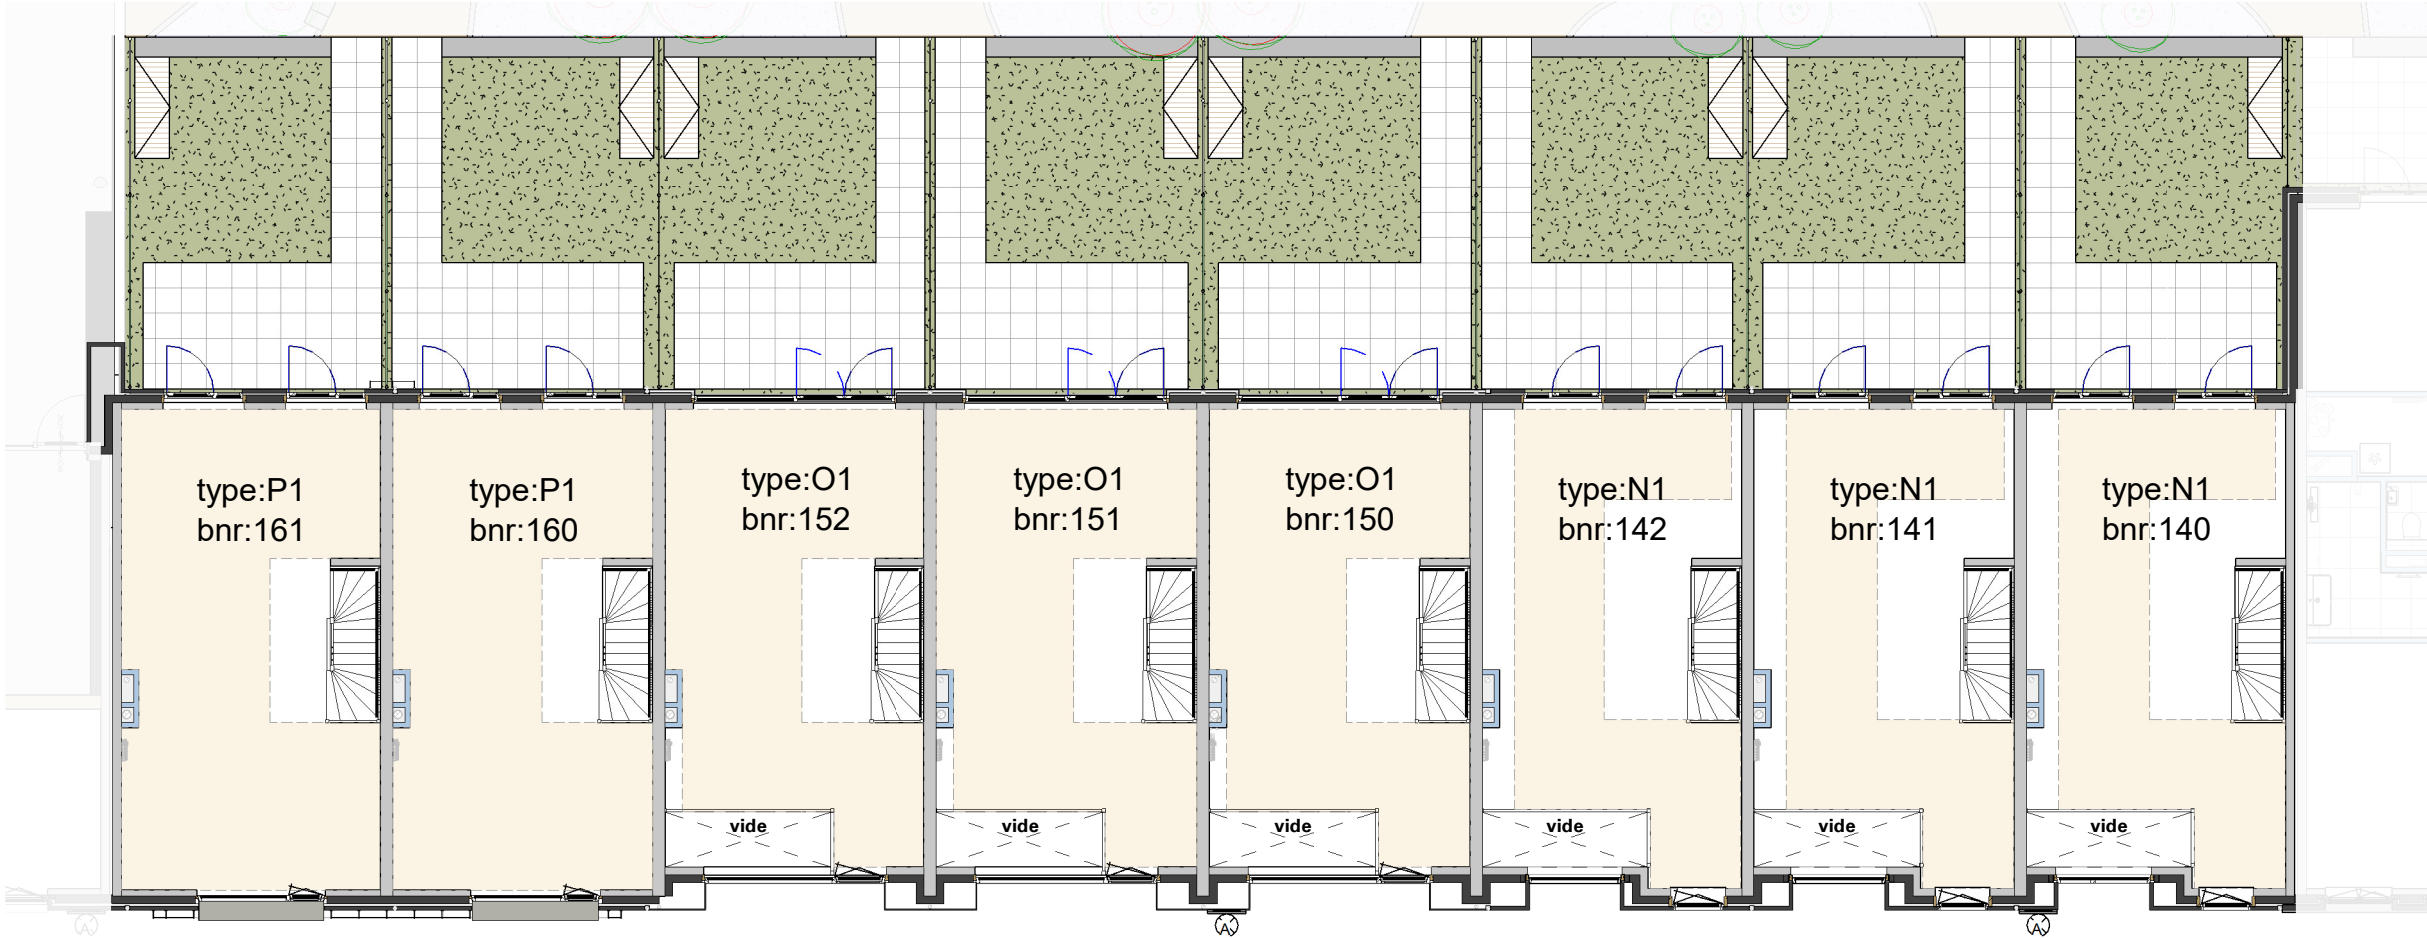 type:P1
bnr:161
type:P1
bnr:160
type:O1
bnr:152
type:O1
bnr:151
type:O1
bnr:150
type:N1
bnr:142
type:N1
bnr:141
type:N1
bnr:140
vide
vide
vide
vide
vide
vide
A
A
A